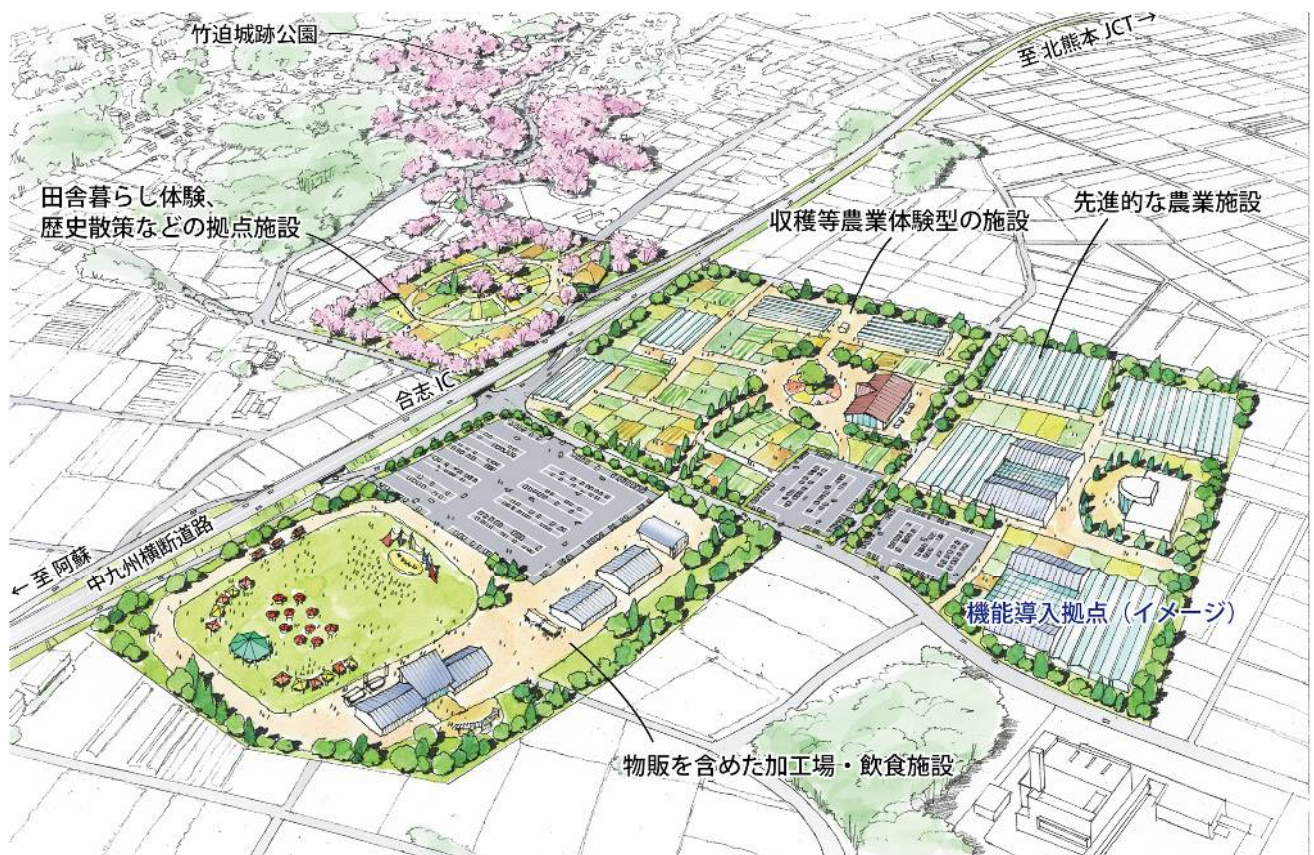 竹迫城跡公園
至 北熊本 JCT→
田舎暮らし体験、
歴史散策などの拠点施設
収穫等農業体験型の施設
先進的な農業施設
合志 IC
←至 阿蘇
中九州横断道路
機能導入拠点（イメージ）
物販を含めた加工場・飲食施設